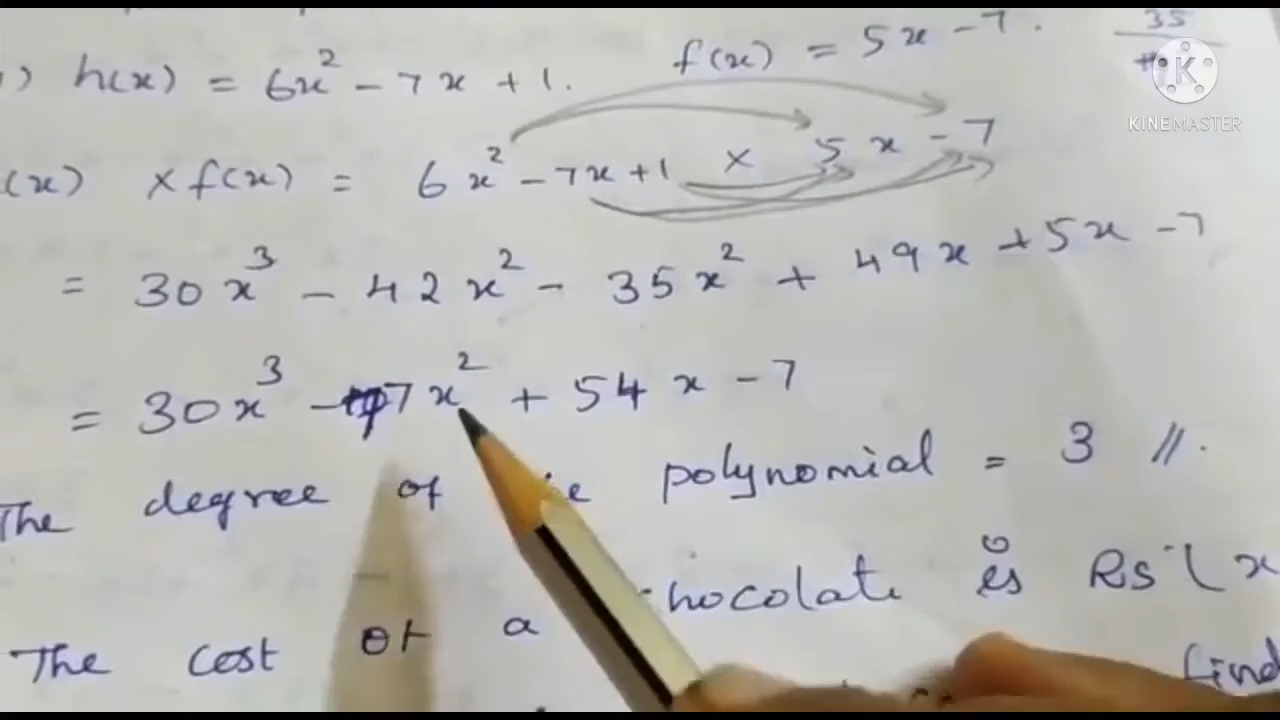 h(x) = 6x² - 7x + 1. f(x) = 5x - 7. 35
KINEMASTER
(x) x f(x) = 6x² - 7x + 1 x 5x - 7
= 30x³ - 42x² - 35x² + 49x + 5x - 7
= 30x³ - 77x² + 54x - 7
The degree of polynomial = 3 //.
The cost of a is Rs (x
find